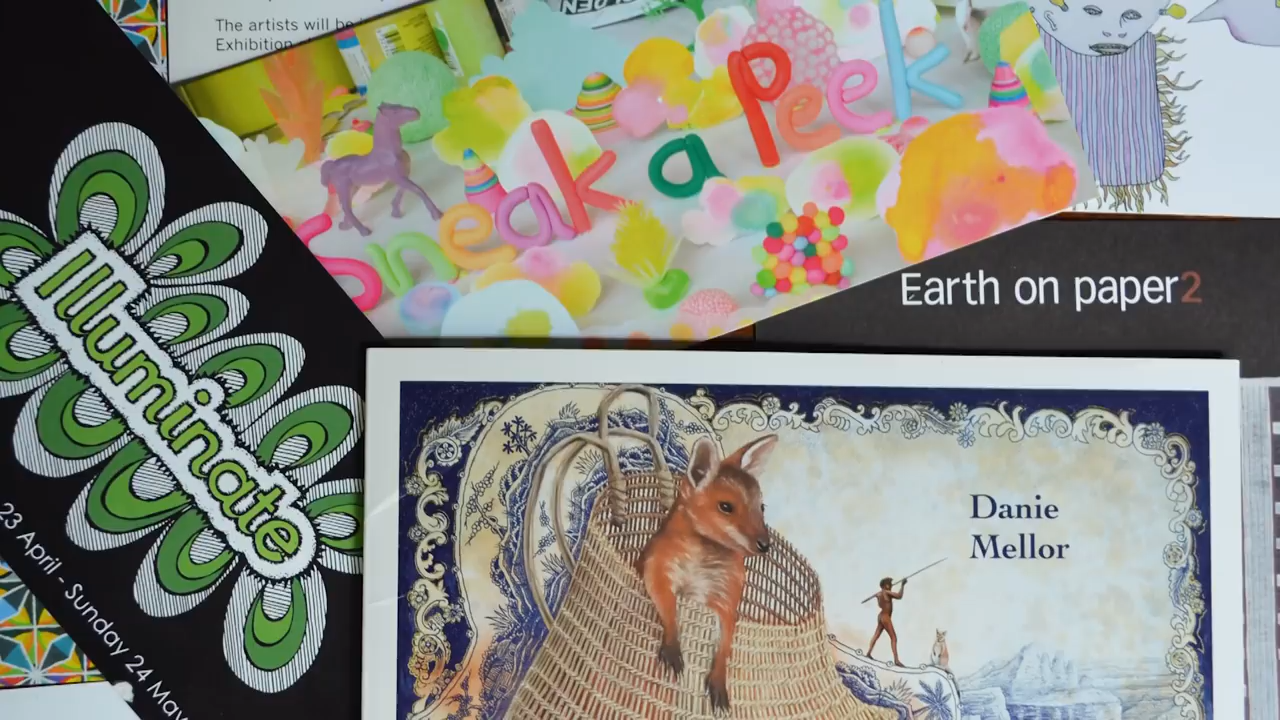 The artists will be
Exhibition
Sneak a Peek
Earth on paper2
Illuminate
23 April - Sunday 24 May
Danie
Mellor